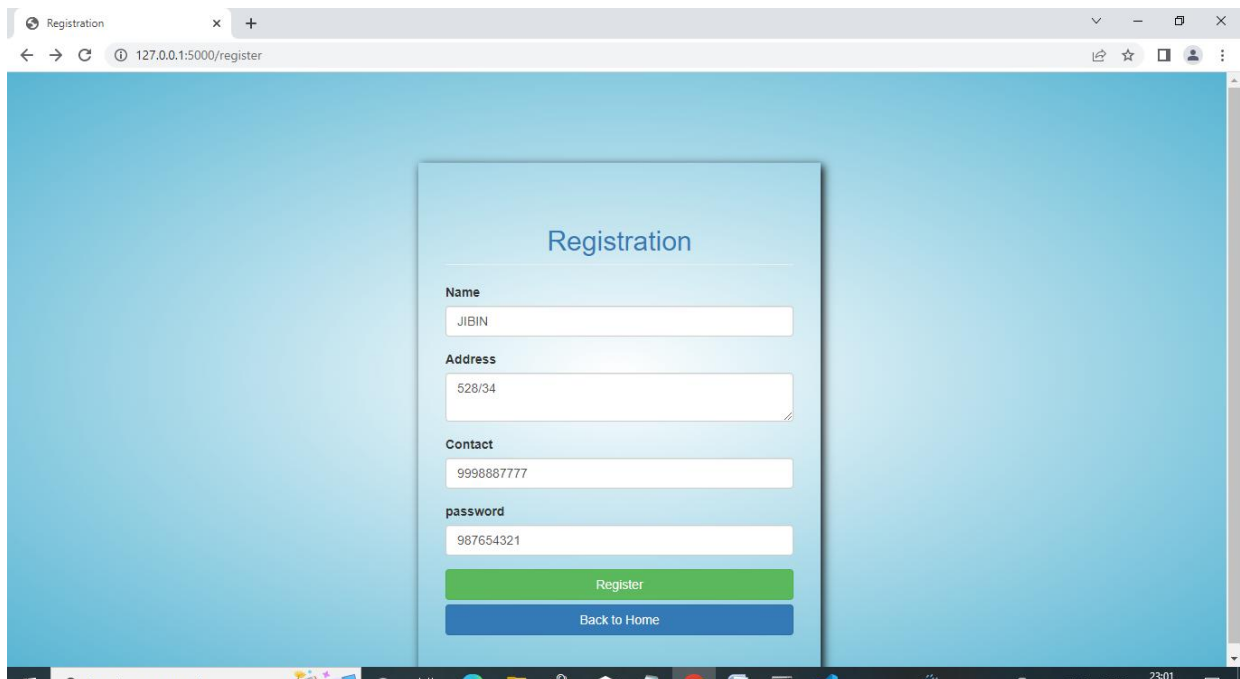 Registration
127.0.0.1:5000/register
Registration
Name
JIBIN
Address
528/34
Contact
9998887777
password
987654321
Register
Back to Home
23:01